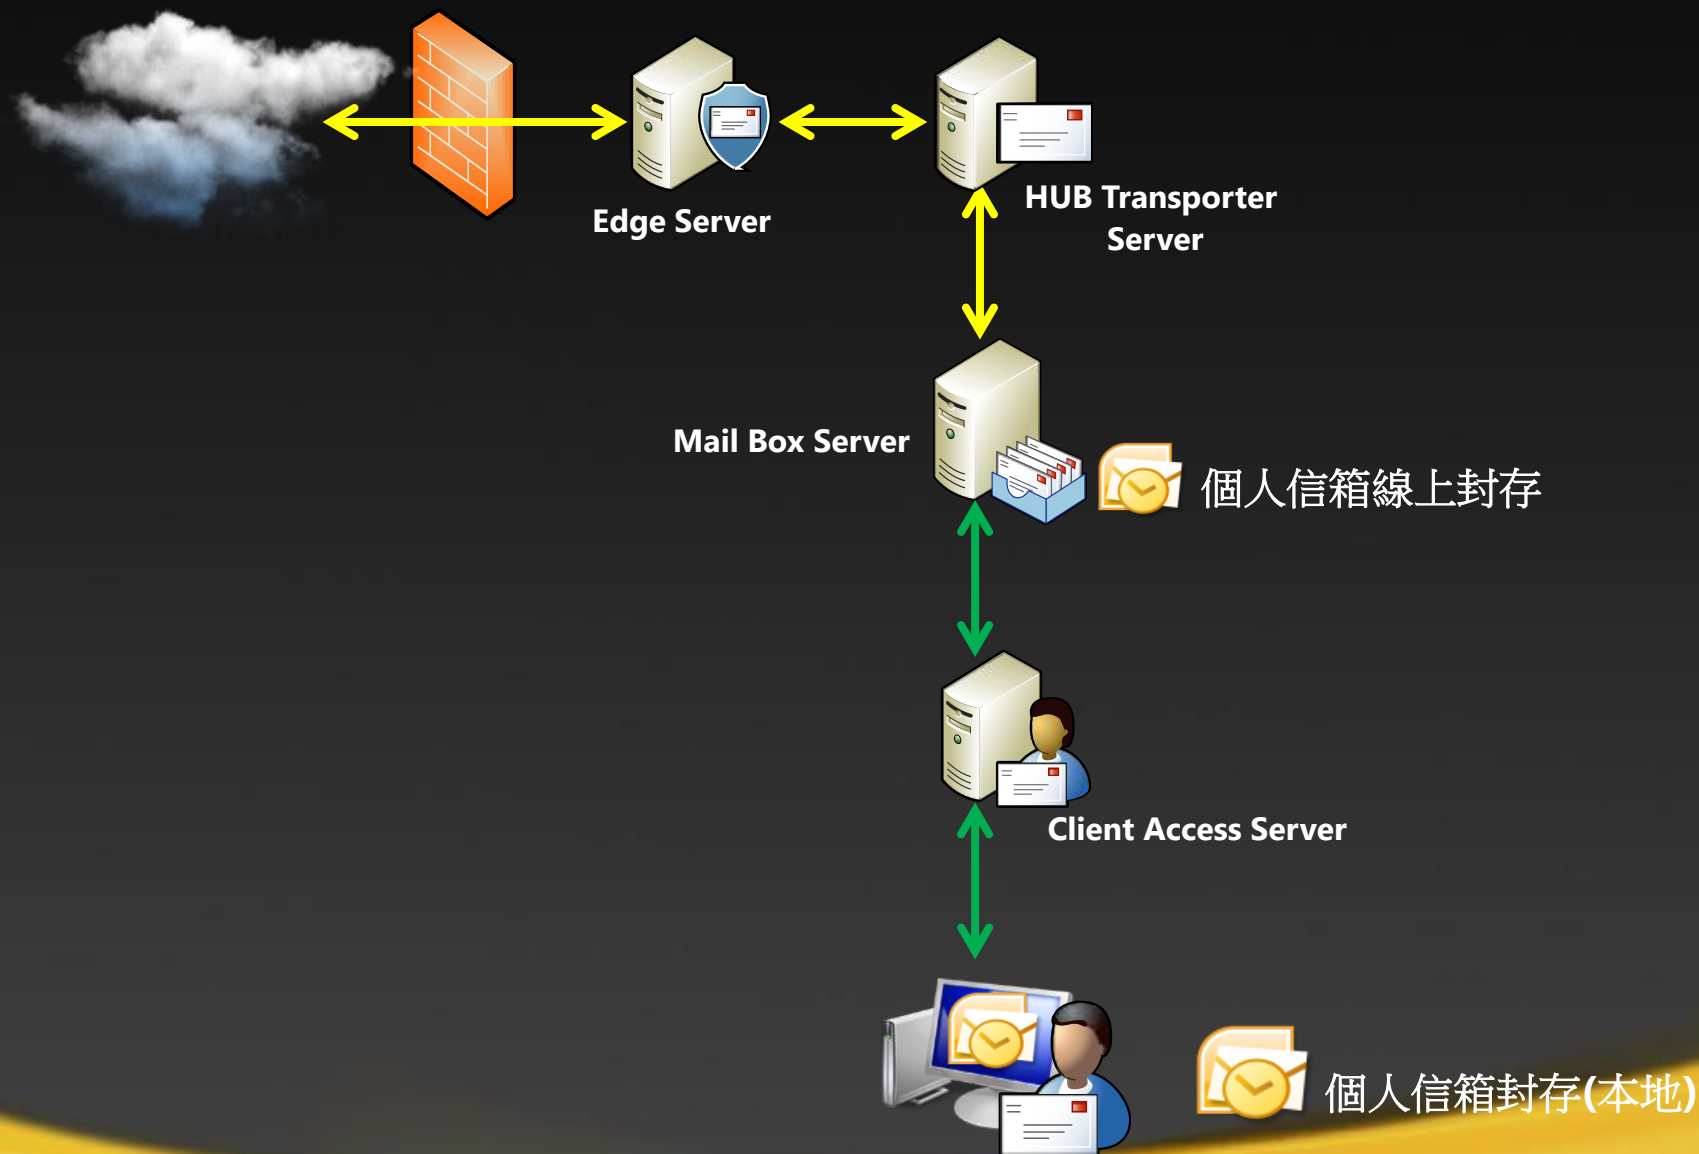 Edge Server
HUB Transporter
Server
Mail Box Server
個人信箱線上封存
Client Access Server
個人信箱封存(本地)